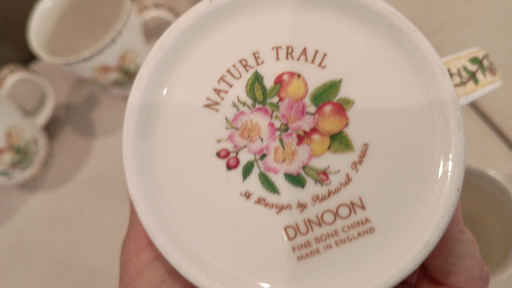 NATURE TRAIL
A Design by Richard Partis
DUNOON
FINE BONE CHINA
MADE IN ENGLAND